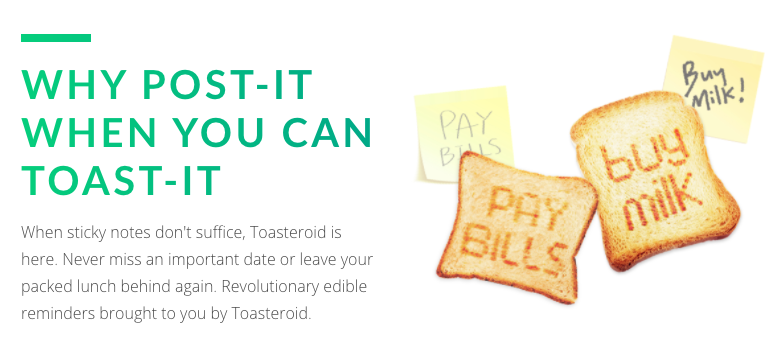 WHY POST-IT
WHEN YOU CAN
TOAST-IT
When sticky notes don't suffice, Toasteroid is
here. Never miss an important date or leave your
packed lunch behind again. Revolutionary edible
reminders brought to you by Toasteroid.
PAY
BILLS
Buy
Milk!
PAY
BILLS
buy
milk